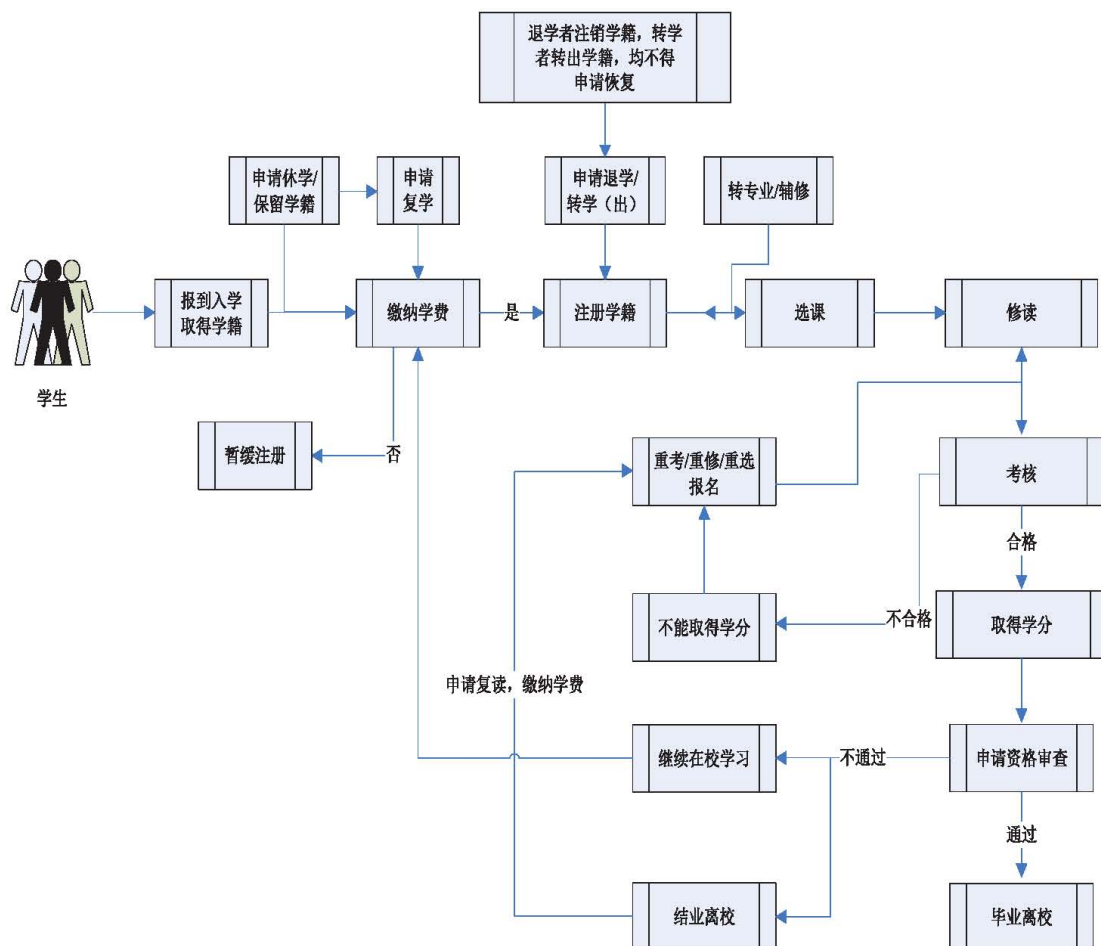 退学者注销学籍，转学
者转出学籍，均不得
申请恢复
申请休学/
保留学籍
申请
复学
申请退学/
转学（出）
转专业/辅修
报到入学
取得学籍
缴纳学费
是
注册学籍
选课
修读
学生
暂缓注册
否
重考/重修/重选
报名
考核
合格
不能取得学分
不合格
取得学分
申请复读，缴纳学费
继续在校学习
不通过
申请资格审查
通过
结业离校
毕业离校